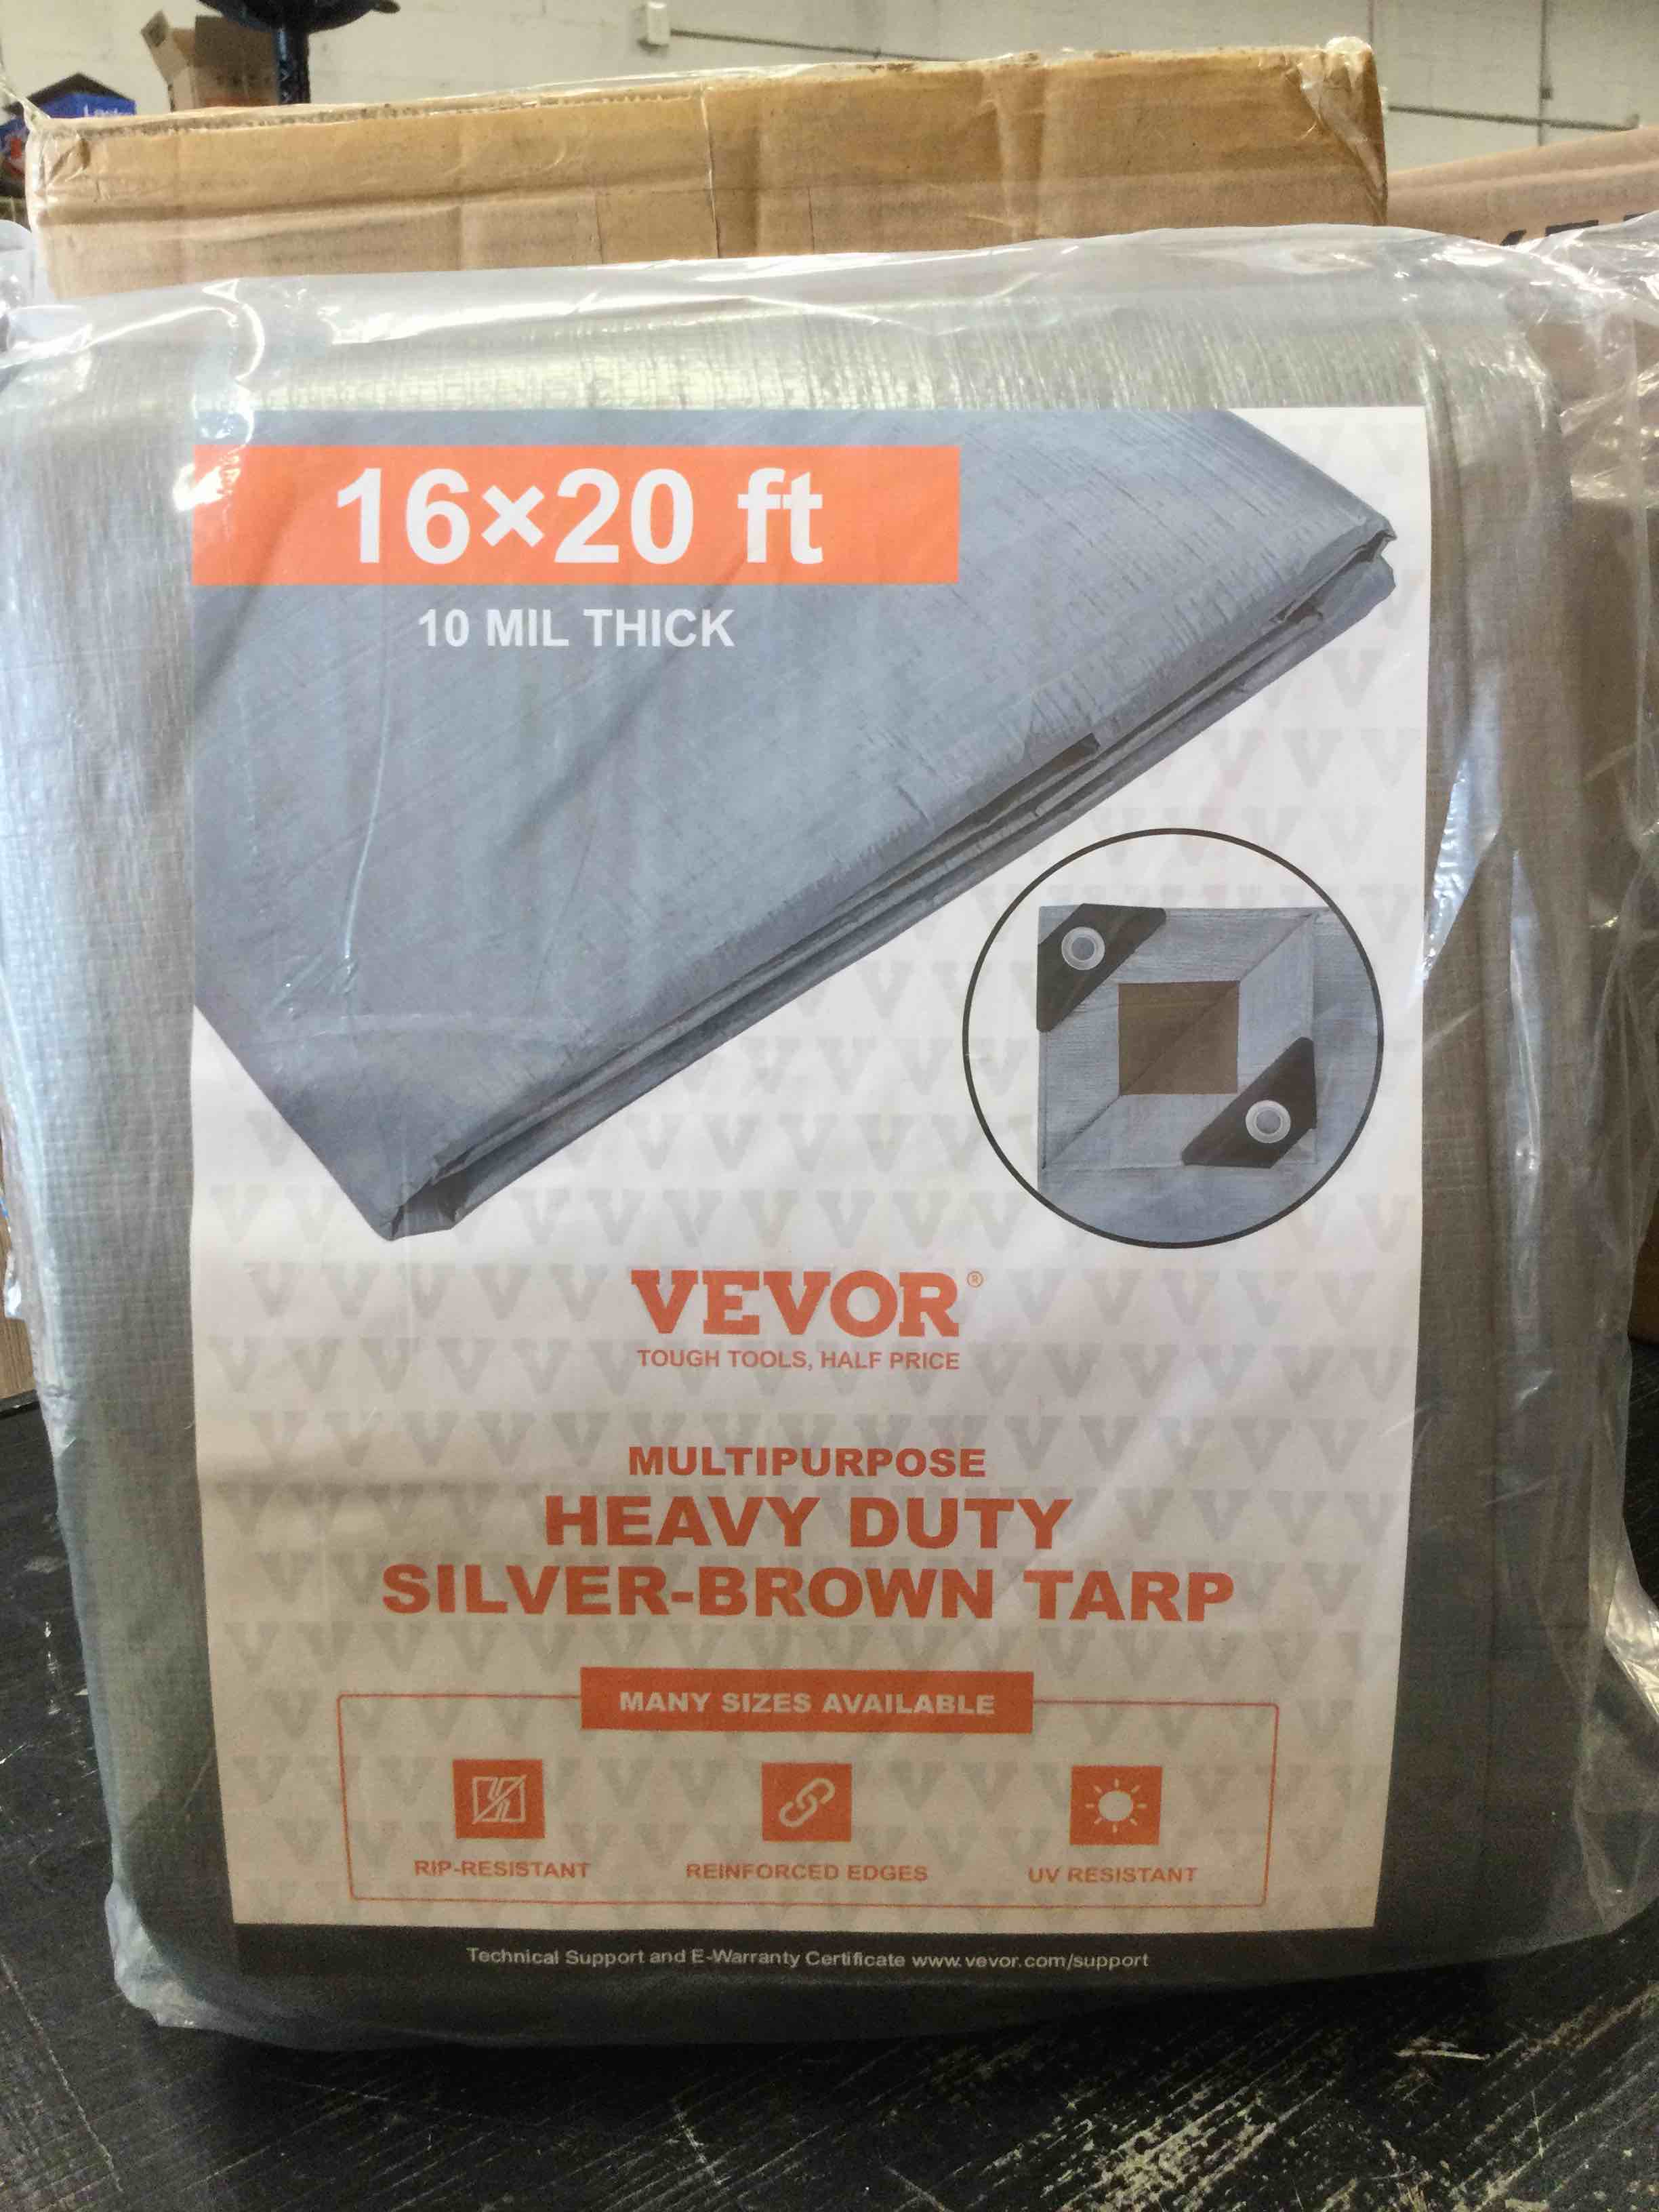 16×20 ft
10 MIL THICK
VEVOR®
TOUGH TOOLS, HALF PRICE
MULTIPURPOSE
HEAVY DUTY
SILVER-BROWN TARP
MANY SIZES AVAILABLE
RIP-RESISTANT REINFORCED EDGES UV RESISTANT
Technical Support and E-Warranty Certificate www.vevor.com/support